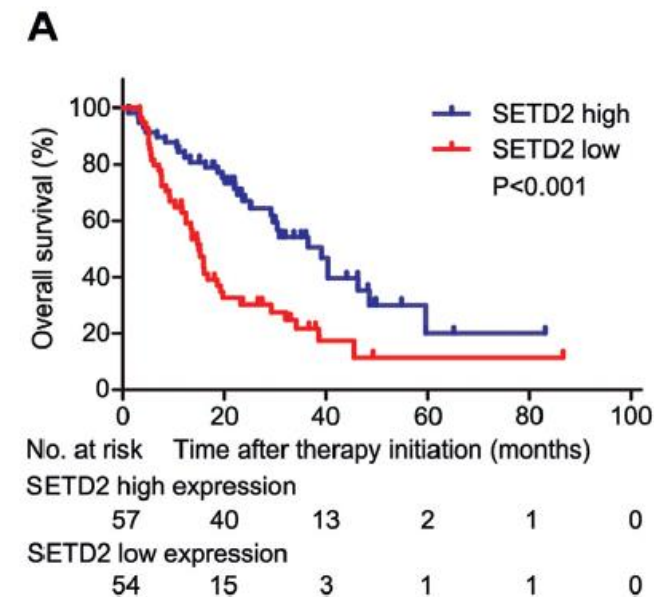 A
Overall survival (%)
100
80
60
40
20
0
SETD2 high
SETD2 low
P<0.001
0 20 40 60 80 100
No. at risk Time after therapy initiation (months)
SETD2 high expression
57 40 13 2 1 0
SETD2 low expression
54 15 3 1 1 0